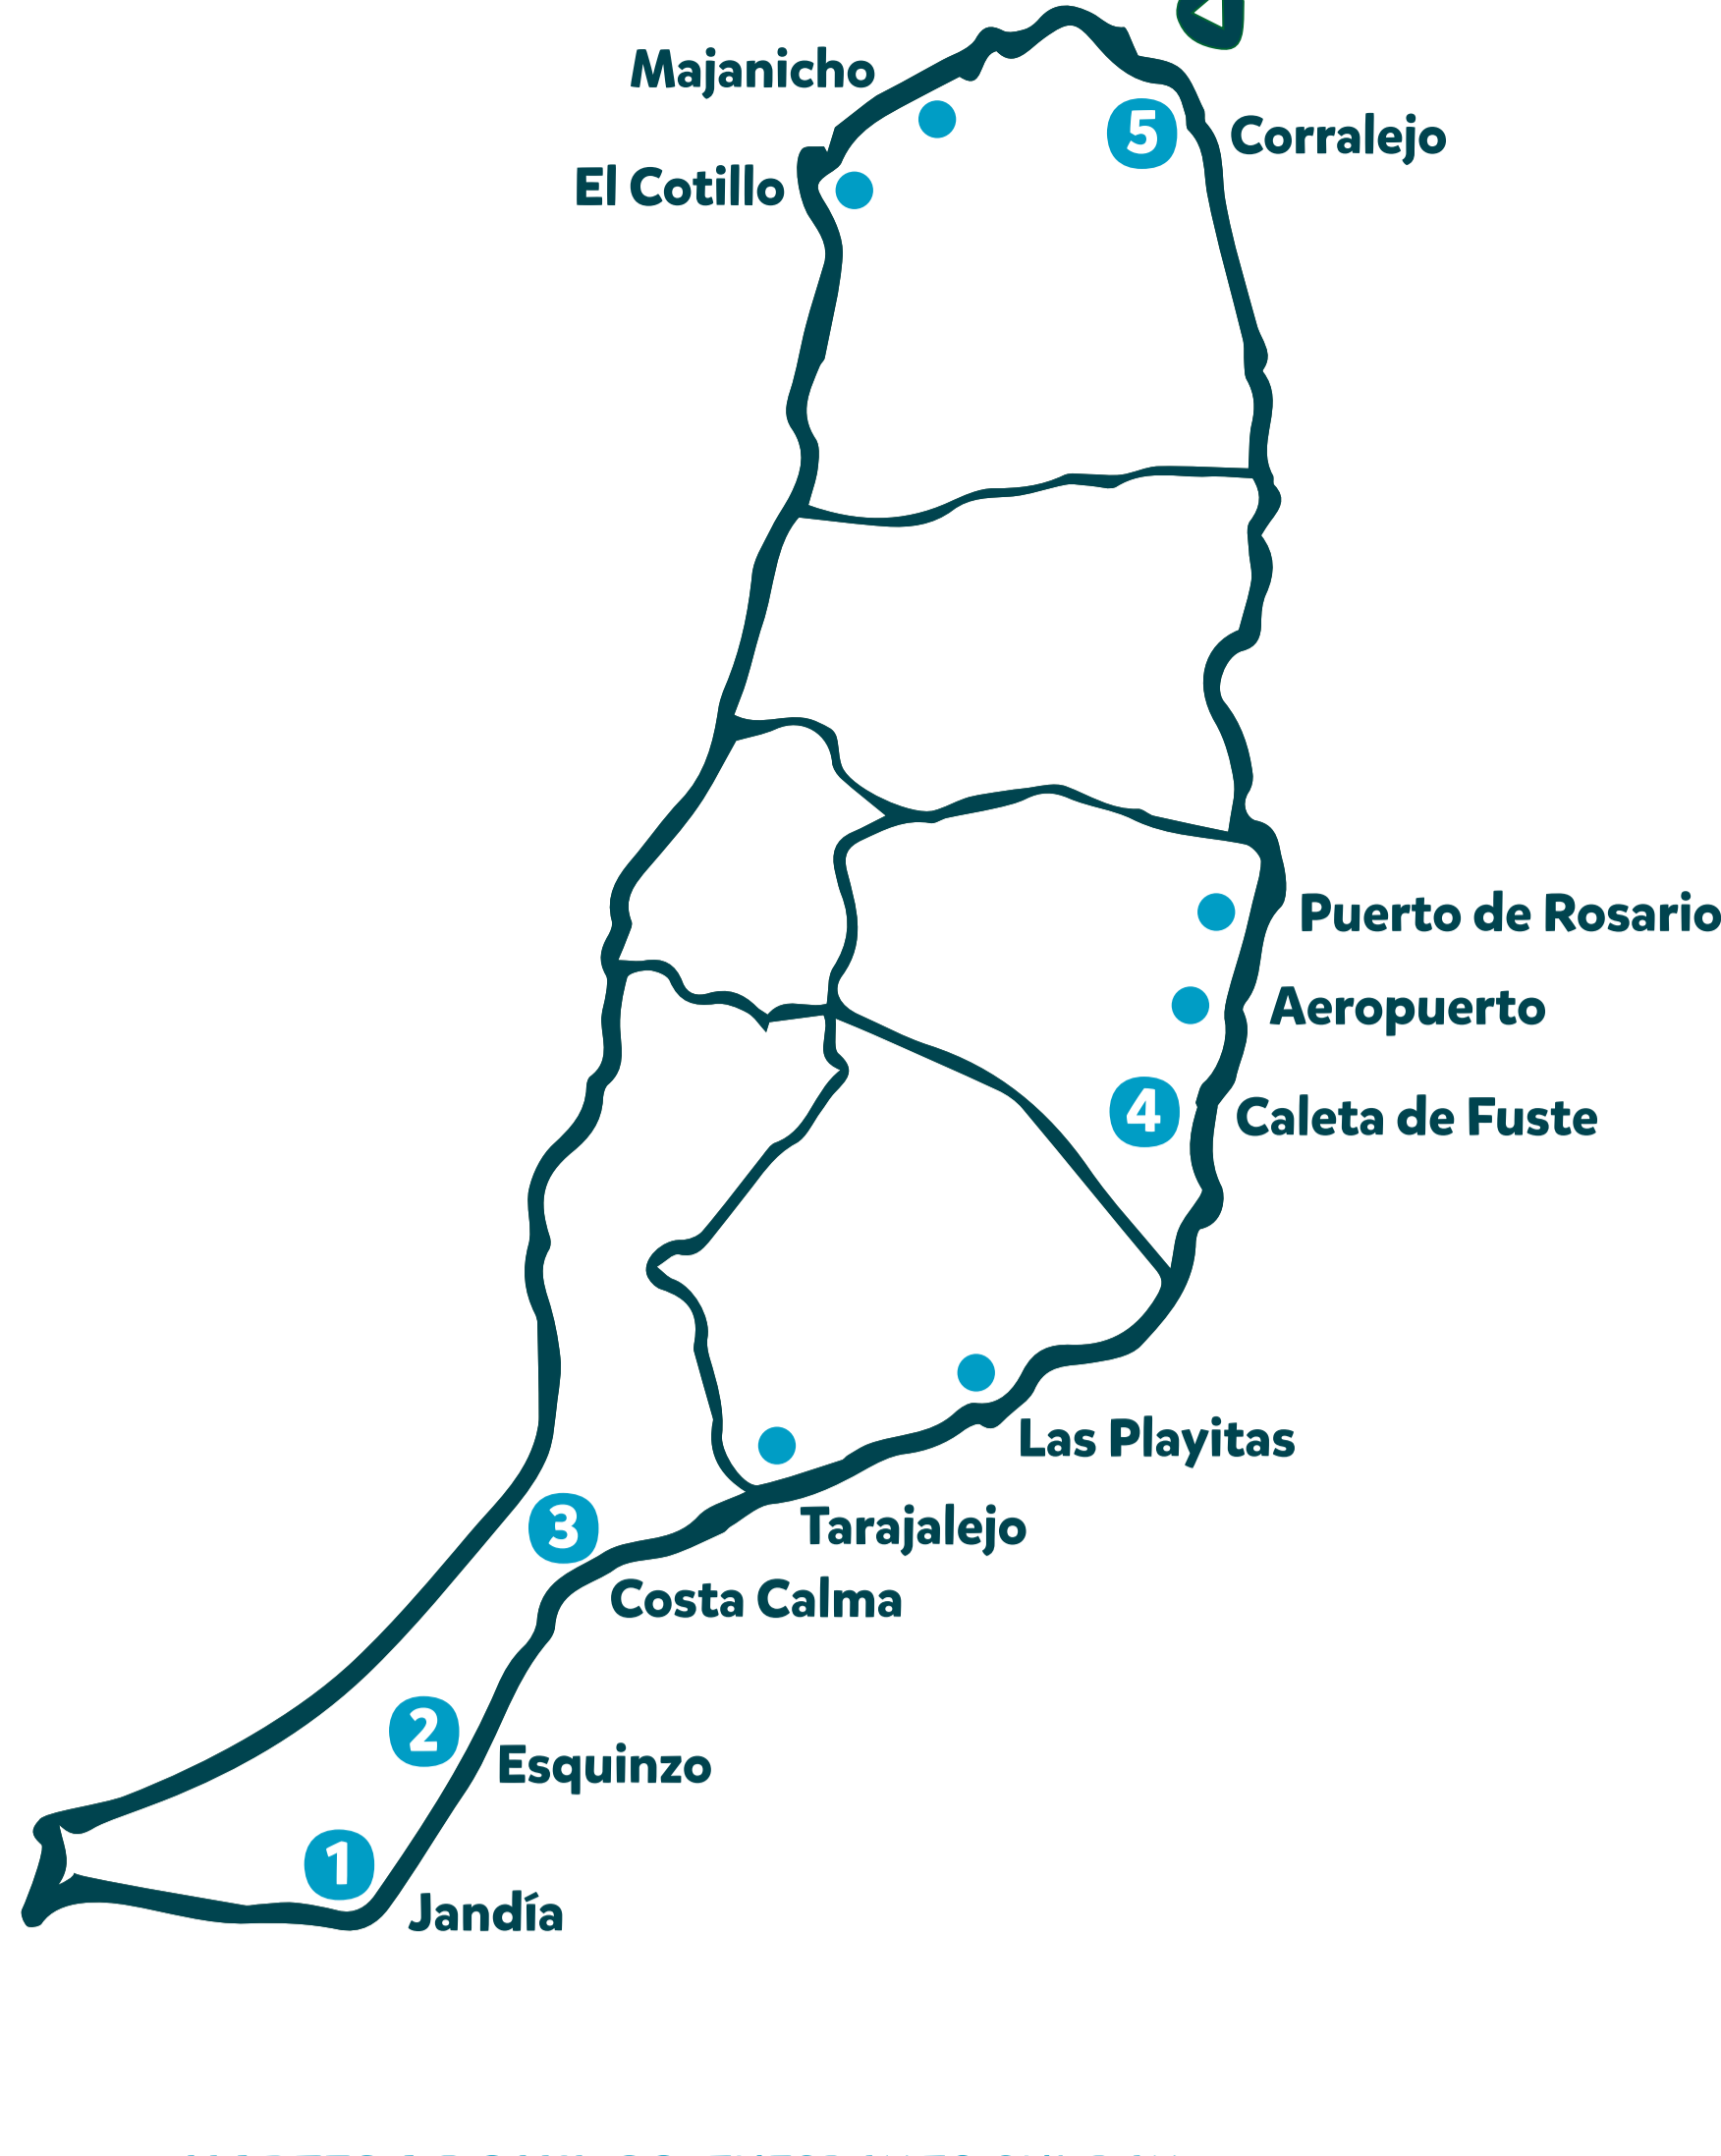 Majanicho
5
Corralejo
El Cotillo
Puerto de Rosario
Aeropuerto
4
Caleta de Fuste
Las Playitas
3
Tarajalejo
Costa Calma
2
Esquinzo
1
Jandía